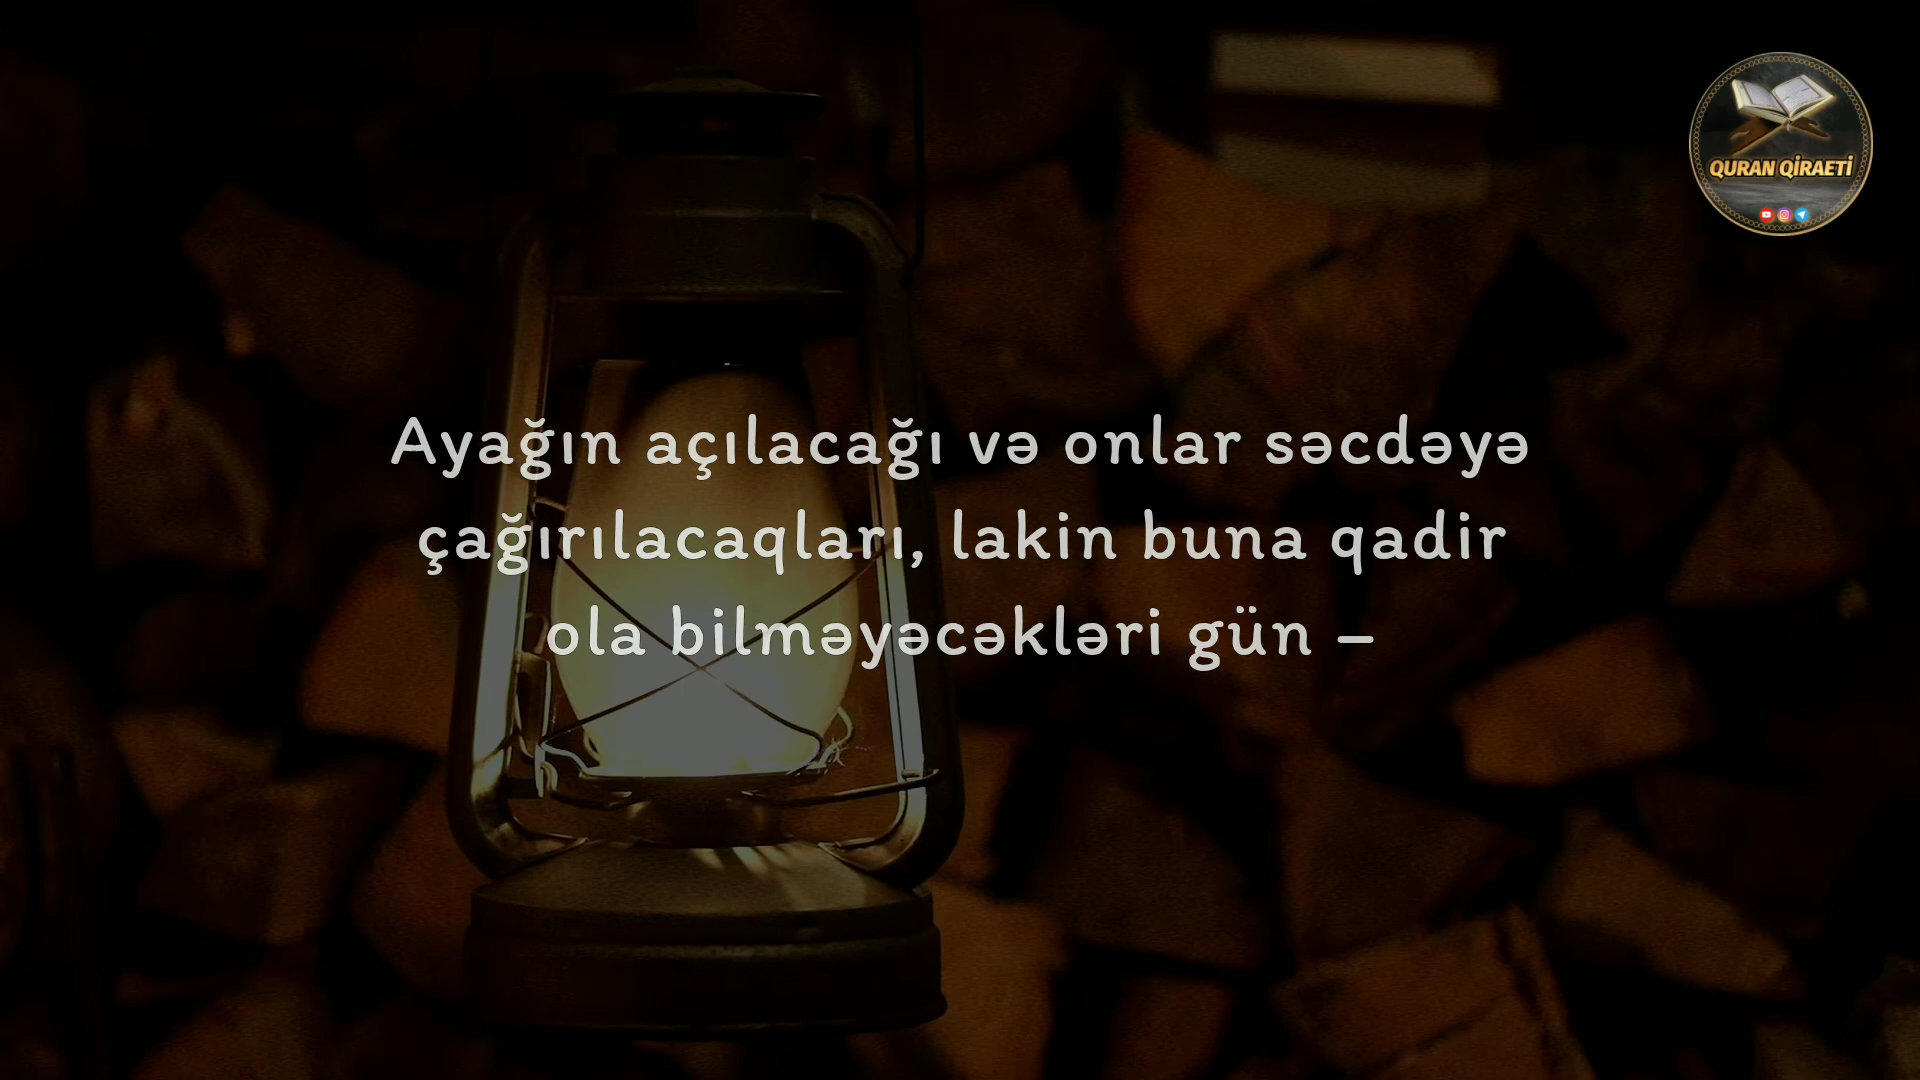 QURAN QİRAETİ
Ayağın açılacağı və onlar səcdəyə
çağırılacaqları, lakin buna qadir
ola bilməyəcəkləri gün –